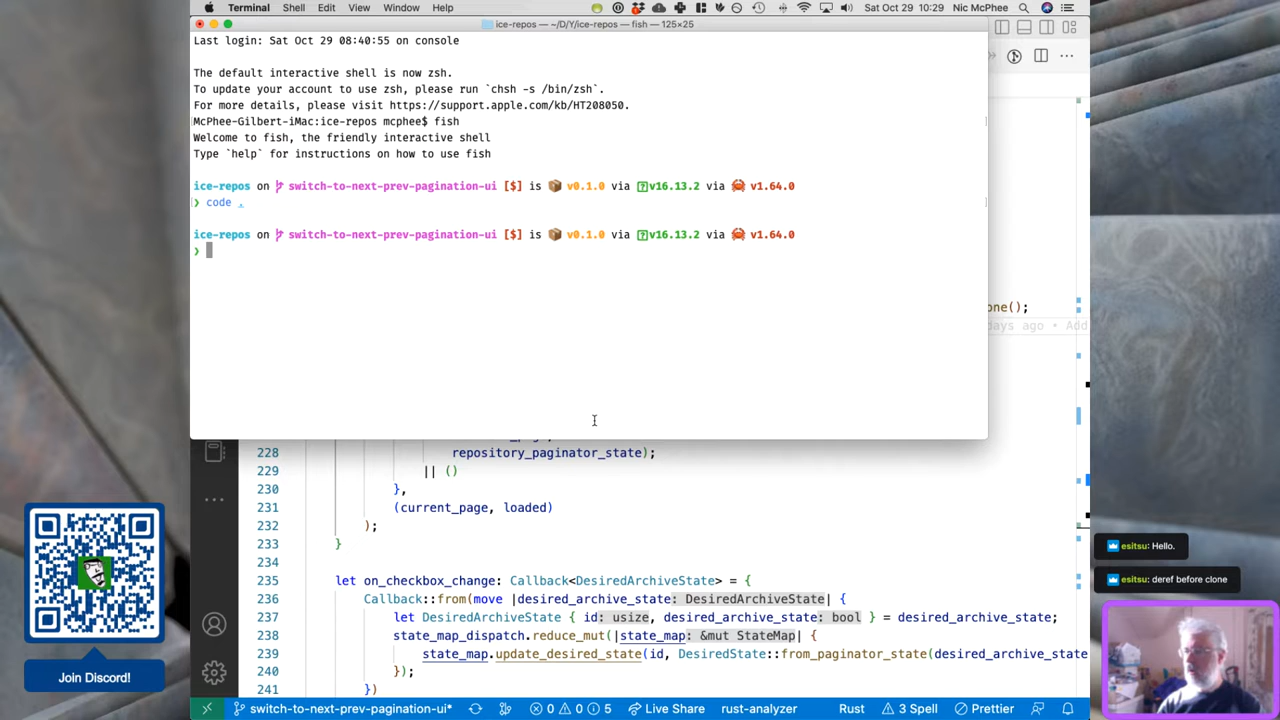 Terminal Shell Edit View Window Help
Sat Oct 29 10:29 Nic McPhee
ice-repos — ~/D/Y/ice-repos — fish — 125×25
Last login: Sat Oct 29 08:40:55 on console
The default interactive shell is now zsh.
To update your account to use zsh, please run `chsh -s /bin/zsh`.
For more details, please visit https://support.apple.com/kb/HT208050.
McPhee-Gilbert-iMac:ice-repos mcphee$ fish
Welcome to fish, the friendly interactive shell
Type `help` for instructions on how to use fish
ice-repos on switch-to-next-prev-pagination-ui [$] is 📦 v0.1.0 via v16.13.2 via 🦀 v1.64.0
❯ code .
ice-repos on switch-to-next-prev-pagination-ui [$] is 📦 v0.1.0 via v16.13.2 via 🦀 v1.64.0
❯
one();
days ago • Add
228 repository_paginator_state);
229 || ()
230 },
231 (current_page, loaded)
232 );
233 }
234
235 let on_checkbox_change: Callback<DesiredArchiveState> = {
236 Callback::from(move |desired_archive_state: DesiredArchiveState| {
237 let DesiredArchiveState { id: usize, desired_archive_state: bool } = desired_archive_state;
238 state_map_dispatch.reduce_mut(|state_map: &mut StateMap| {
239 state_map.update_desired_state(id, DesiredState::from_paginator_state(desired_archive_state
240 });
241 })
switch-to-next-prev-pagination-ui* 0 0 5 Live Share rust-analyzer Rust 3 Spell Prettier
Join Discord!
esitsu: Hello.
esitsu: deref before clone